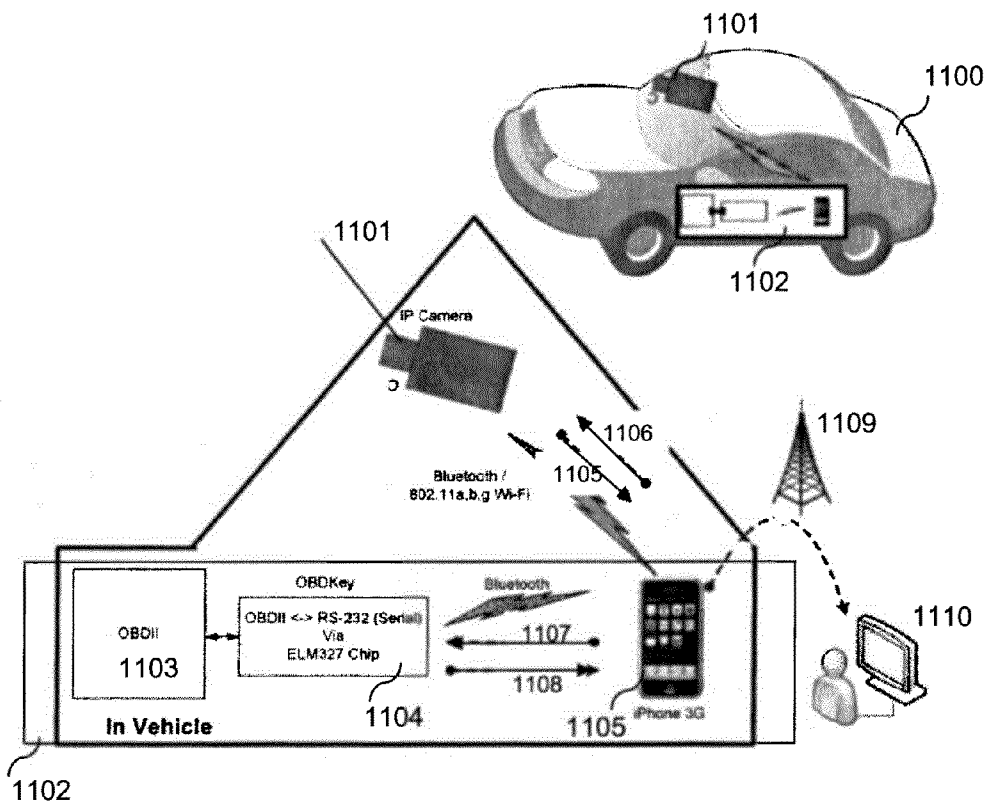 1101
1100
1102
1101
IP Camera
1106
1105
1109
Bluetooth /
802.11a,b,g Wi-Fi
OBDKey
Bluetooth
OBDII
1103
OBDII <-> RS-232 (Serial)
Via
ELM327 Chip
1107
1108
1110
1104
1105
iPhone 3G
In Vehicle
1102